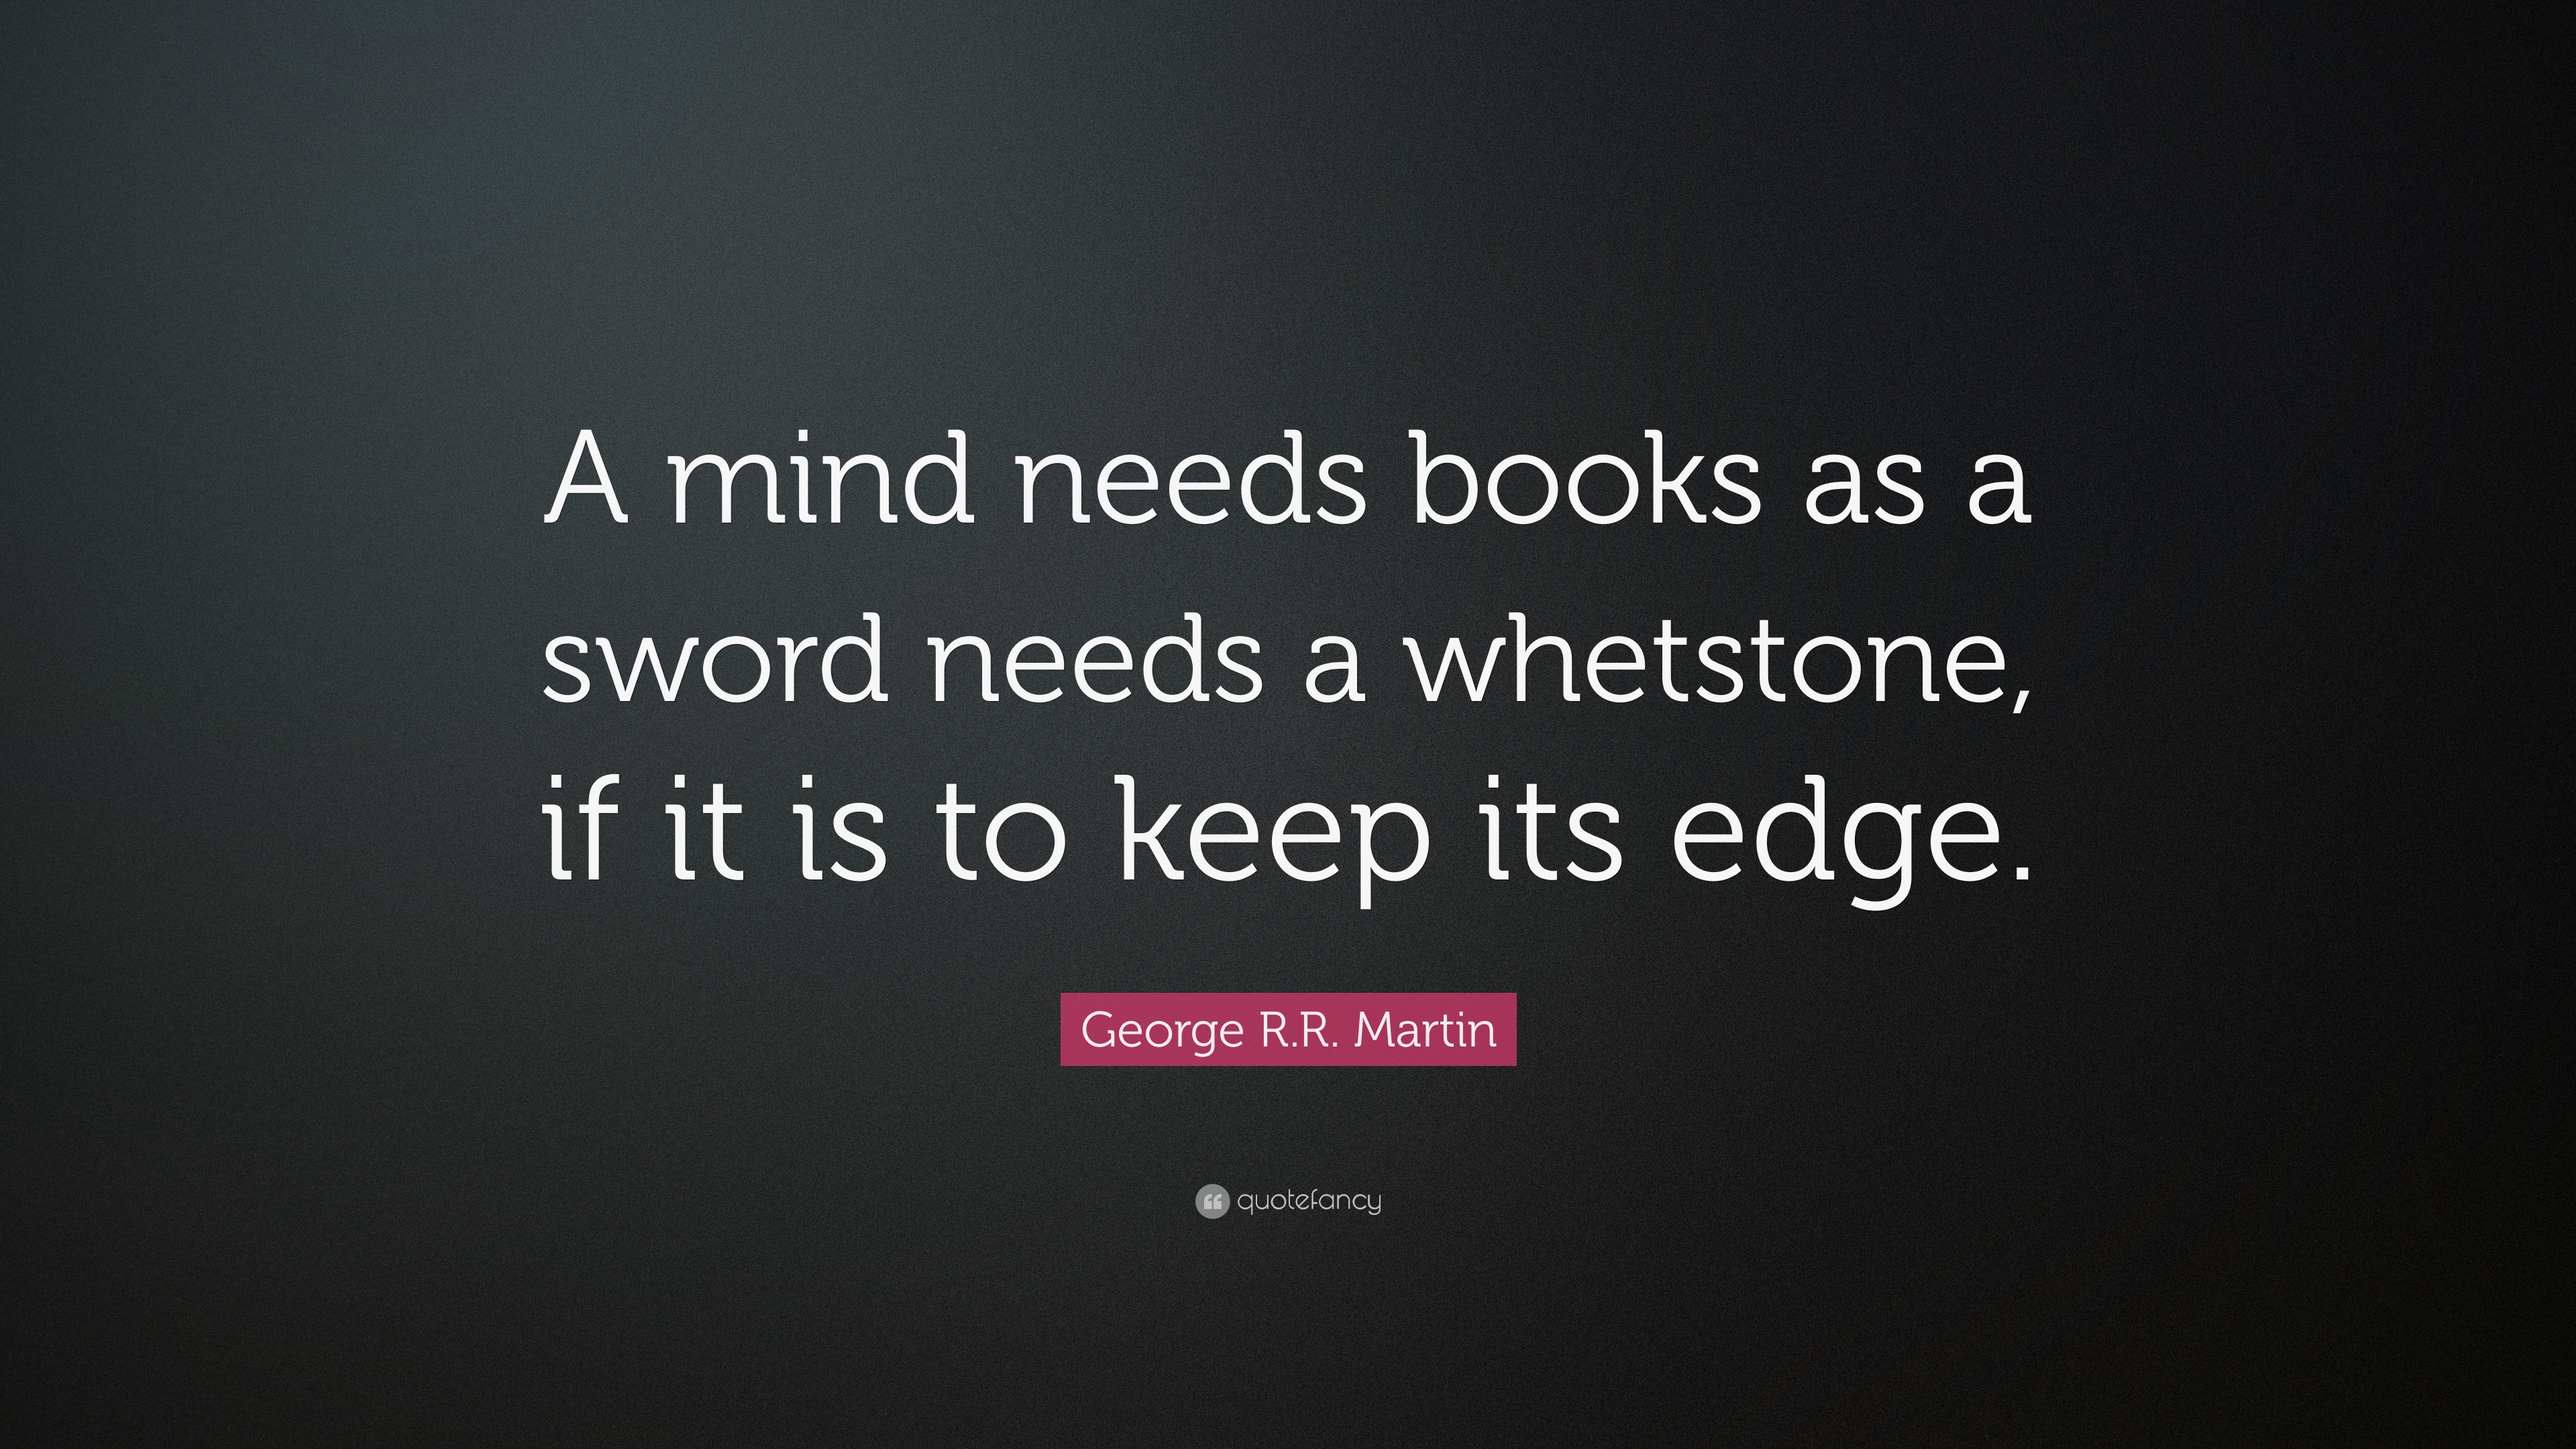 A mind needs books as a
sword needs a whetstone,
if it is to keep its edge.
George R.R. Martin
quotefancy